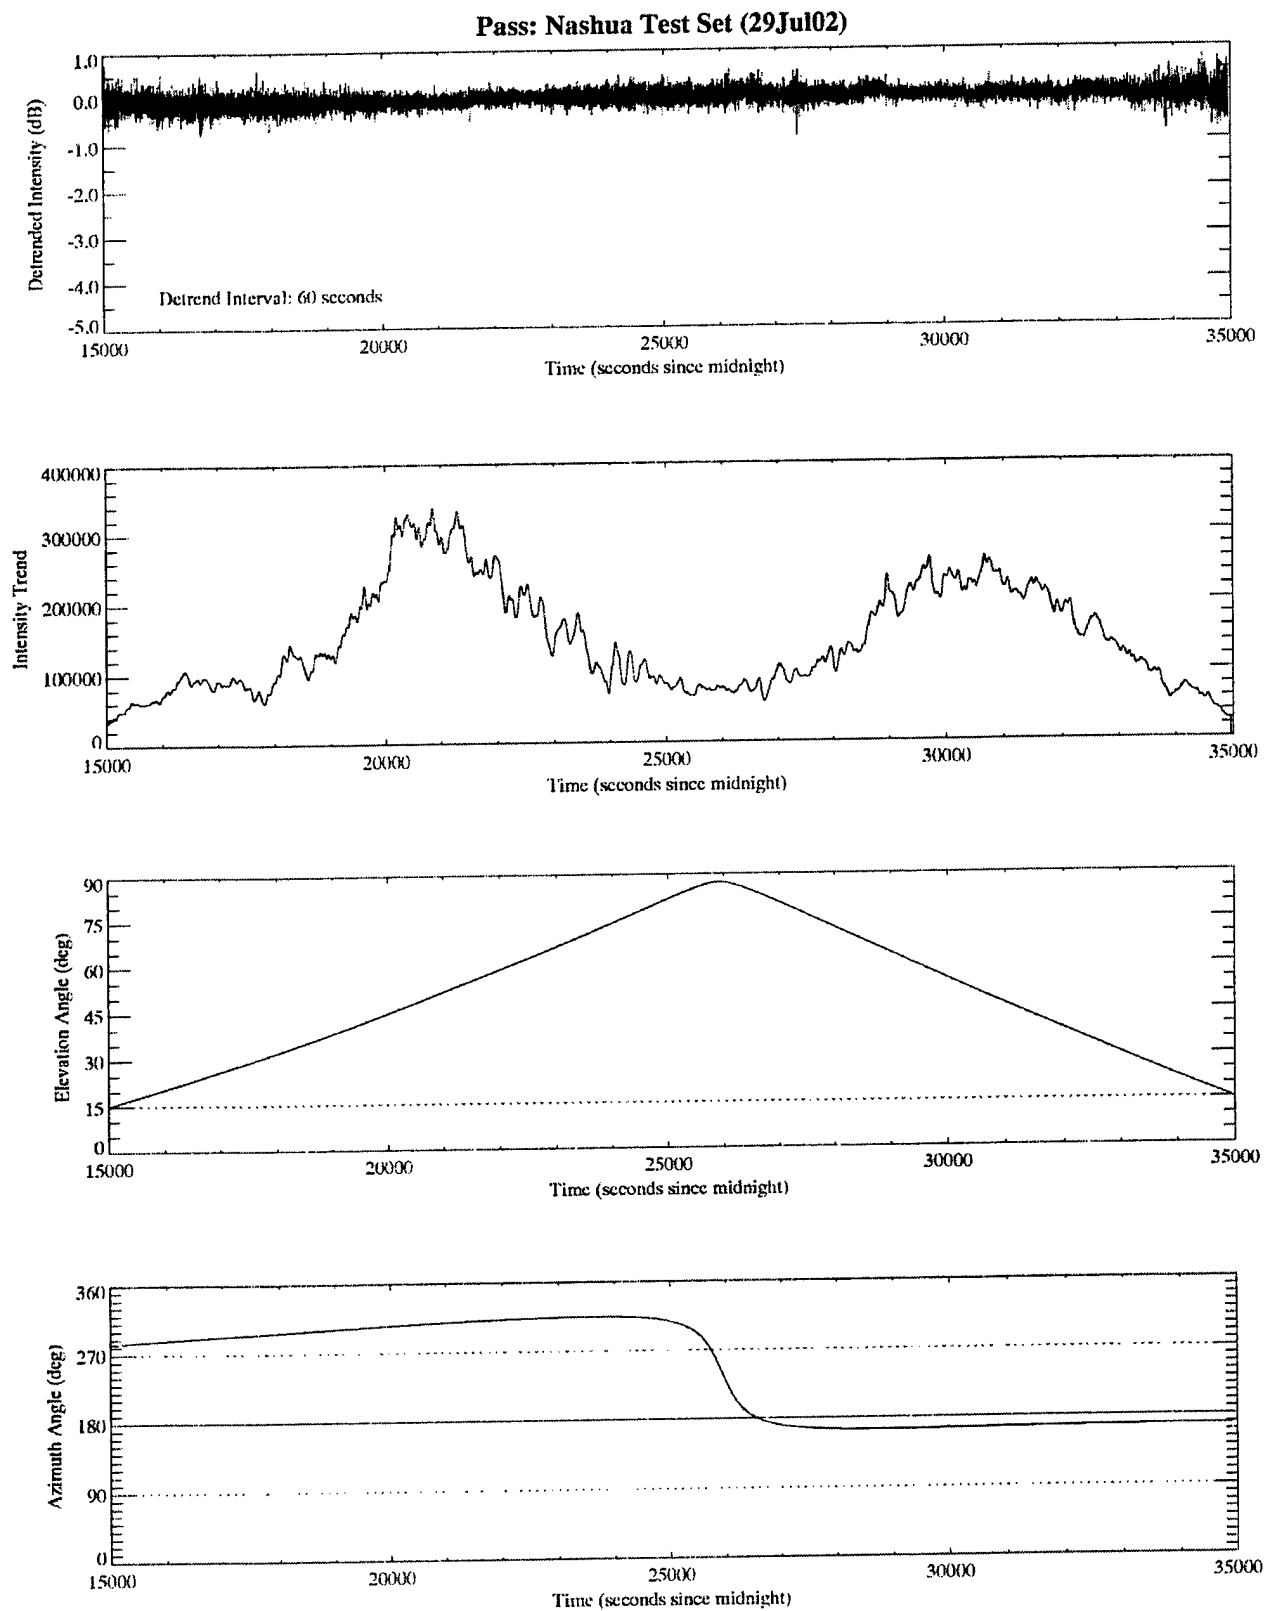 Pass: Nashua Test Set (29Jul02)
Detrended Intensity (dB)
1.0
0.0
-1.0
-2.0
-3.0
-4.0
-5.0
Detrend Interval: 60 seconds
15000 20000 25000 30000 35000
Time (seconds since midnight)
Intensity Trend
400000
300000
200000
100000
0
15000 20000 25000 30000 35000
Time (seconds since midnight)
Elevation Angle (deg)
90
75
60
45
30
15
0
15000 20000 25000 30000 35000
Time (seconds since midnight)
Azimuth Angle (deg)
360
270
180
90
0
15000 20000 25000 30000 35000
Time (seconds since midnight)